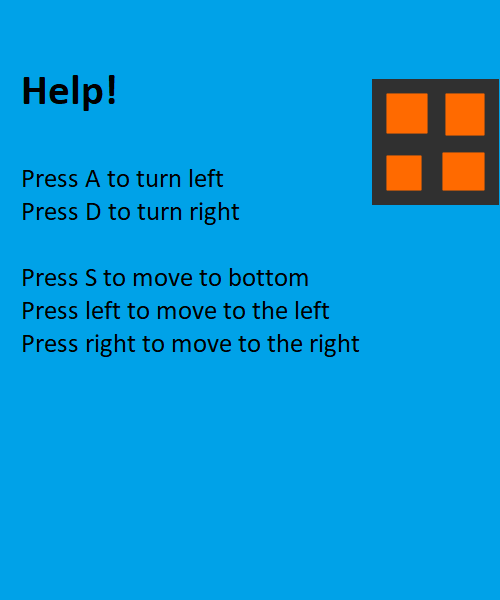 Help!
Press A to turn left
Press D to turn right
Press S to move to bottom
Press left to move to the left
Press right to move to the right